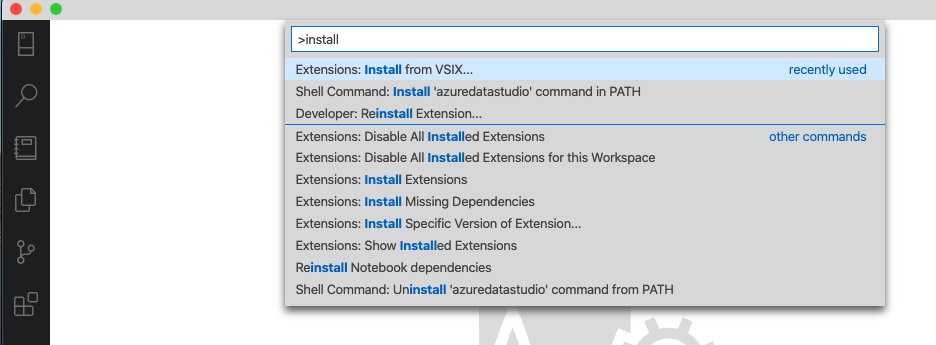 >install
Extensions: Install from VSIX... recently used
Shell Command: Install 'azuredatastudio' command in PATH
Developer: Reinstall Extension...
Extensions: Disable All Installed Extensions other commands
Extensions: Disable All Installed Extensions for this Workspace
Extensions: Install Extensions
Extensions: Install Missing Dependencies
Extensions: Install Specific Version of Extension...
Extensions: Show Installed Extensions
Reinstall Notebook dependencies
Shell Command: Uninstall 'azuredatastudio' command from PATH